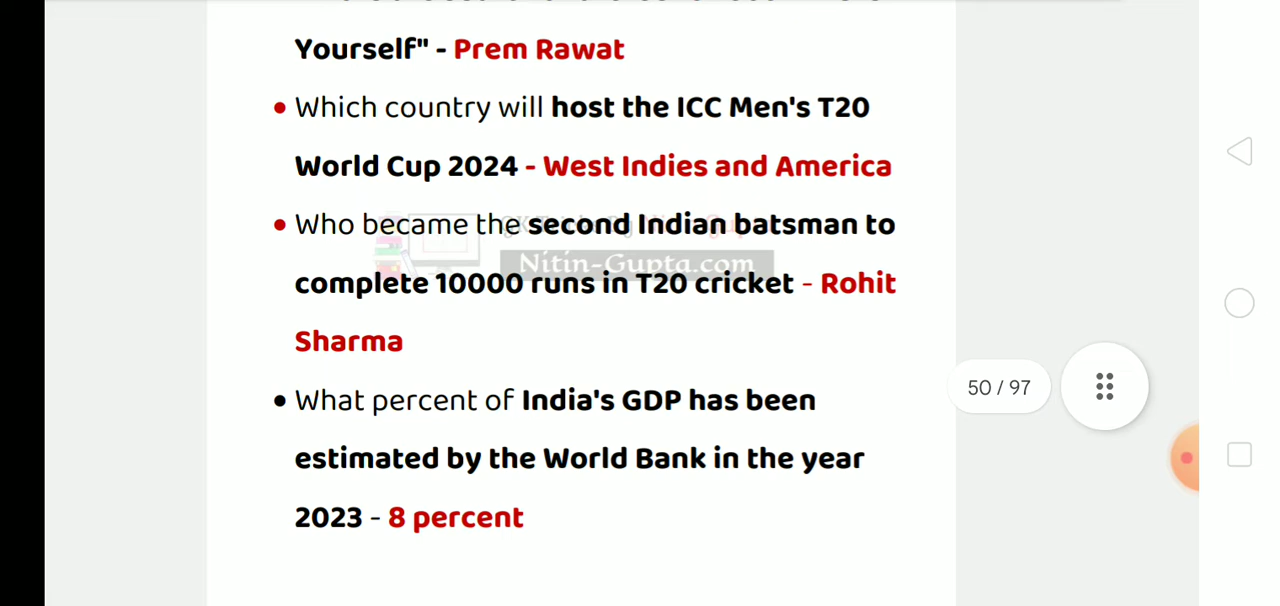 Yourself" - Prem Rawat
Which country will host the ICC Men's T20
World Cup 2024 - West Indies and America
Who became the second Indian batsman to
Nitin-Gupta.com
complete 10000 runs in T20 cricket - Rohit
Sharma
What percent of India's GDP has been
50 / 97
estimated by the World Bank in the year
2023 - 8 percent